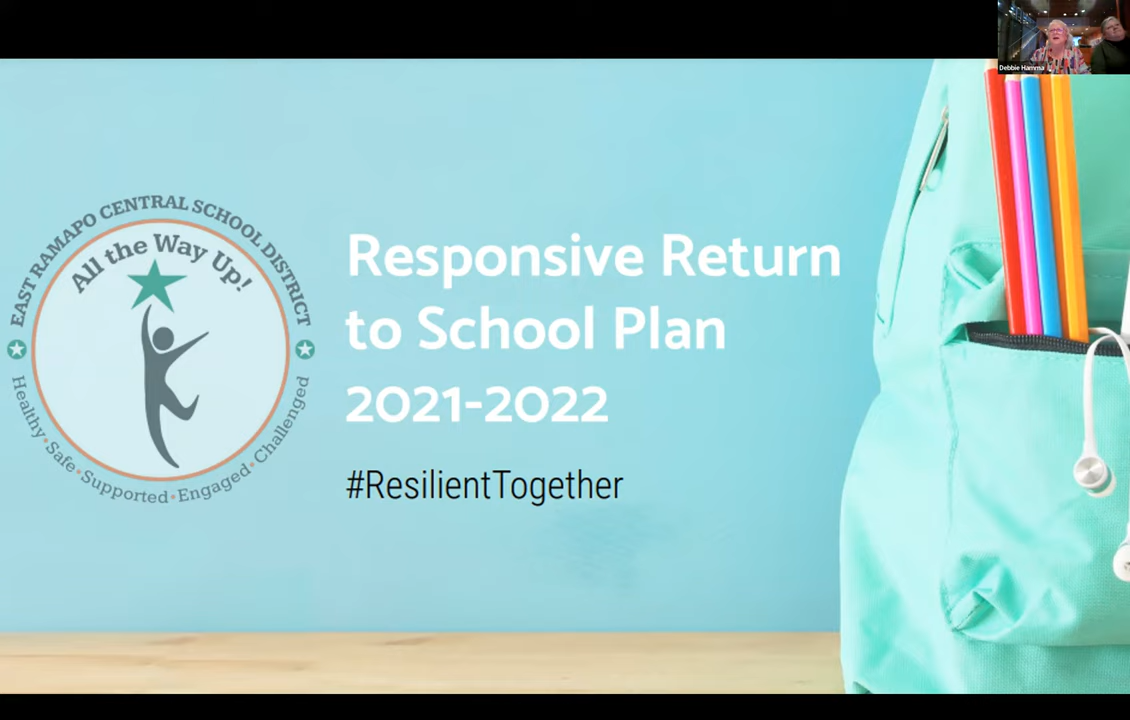 Debbie Hamma
EAST RAMAPO CENTRAL SCHOOL DISTRICT
All the Way Up!
Healthy • Safe • Supported • Engaged • Challenged
Responsive Return
to School Plan
2021-2022
#ResilientTogether